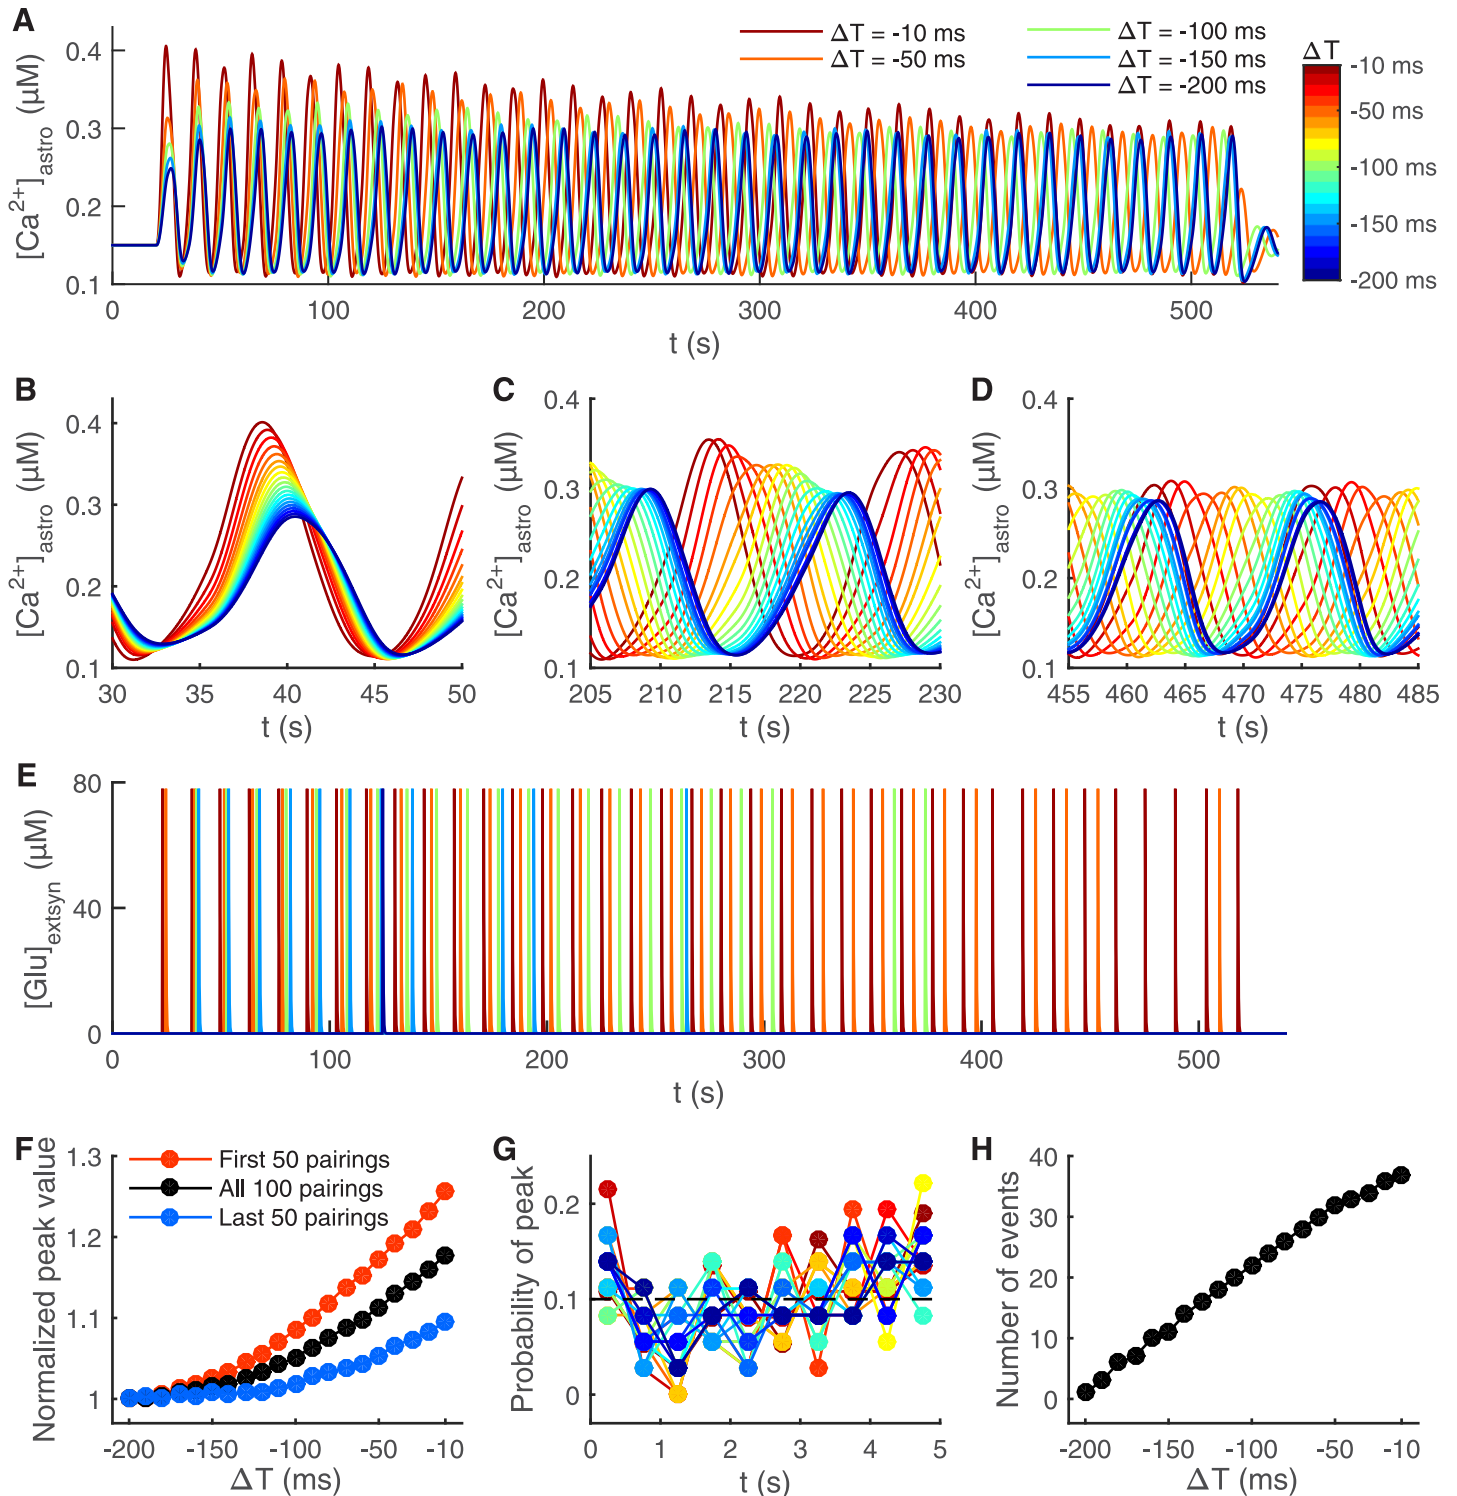 A
[Ca2+]astro (µM)
0.4
0.3
0.2
0.1
0
100
200
300
400
500
t (s)
ΔT = -10 ms
ΔT = -50 ms
ΔT = -100 ms
ΔT = -150 ms
ΔT = -200 ms
ΔT
-10 ms
-50 ms
-100 ms
-150 ms
-200 ms
B
[Ca2+]astro (µM)
0.4
0.3
0.2
0.1
30
35
40
45
50
t (s)
C
[Ca2+]astro (µM)
0.4
0.3
0.2
0.1
205
210
215
220
225
230
t (s)
D
[Ca2+]astro (µM)
0.4
0.3
0.2
0.1
455
460
465
470
475
480
485
t (s)
E
[Glu]extsyn (µM)
80
40
0
0
100
200
300
400
500
t (s)
F
Normalized peak value
1.3
1.2
1.1
1
First 50 pairings
All 100 pairings
Last 50 pairings
-200
-150
-100
-50
-10
ΔT (ms)
G
Probability of peak
0.2
0.1
0
0
1
2
3
4
5
t (s)
H
Number of events
40
30
20
10
0
-200
-150
-100
-50
-10
ΔT (ms)